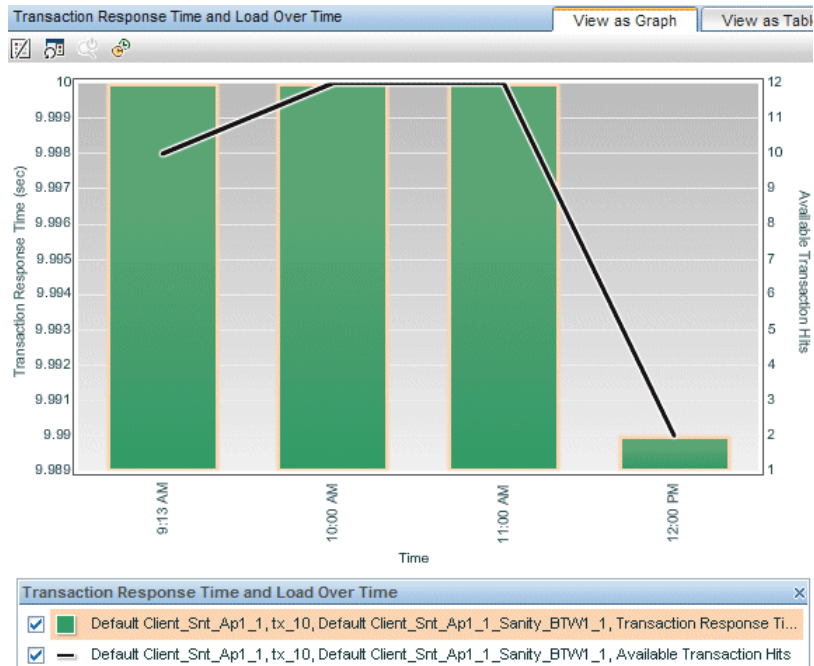 Transaction Response Time and Load Over Time
View as Graph
View as Tabl
10
9.999
9.998
9.997
9.996
9.995
9.994
9.993
9.992
9.991
9.99
9.989
Transaction Response Time (sec)
12
11
10
9
8
7
6
5
4
3
2
1
Available Transaction Hits
9:13 AM
10:00 AM
11:00 AM
12:00 PM
Time
Transaction Response Time and Load Over Time
Default Client_Snt_Ap1_1, tx_10, Default Client_Snt_Ap1_1_Sanity_BTW1_1, Transaction Response Ti...
Default Client_Snt_Ap1_1, tx_10, Default Client_Snt_Ap1_1_Sanity_BTW1_1, Available Transaction Hits